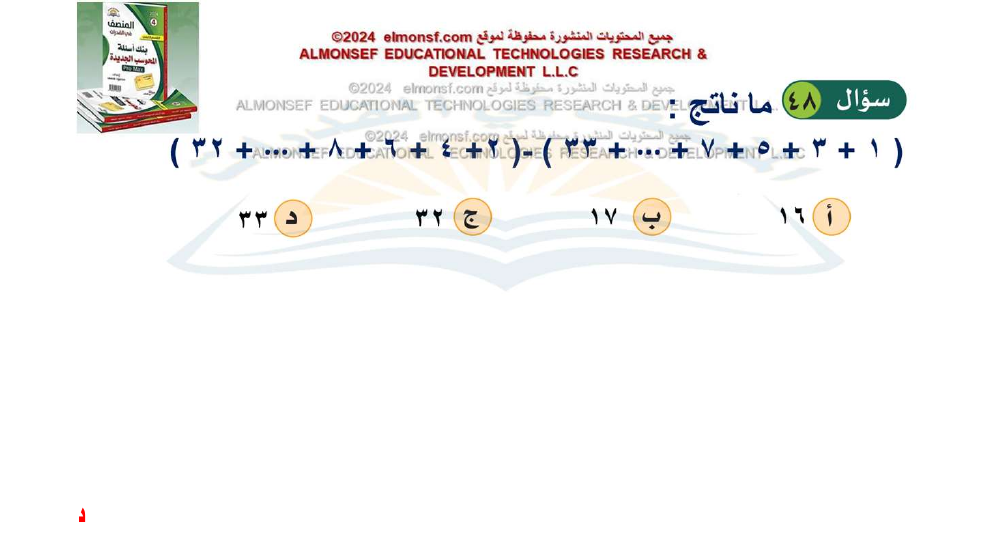 المنصف
في القدرات
بنك أسئلة
المحوسب الجديدة
جميع المحتويات المنشورة محفوظة لموقع elmonsf.com ©2024
ALMONSEF EDUCATIONAL TECHNOLOGIES RESEARCH &
DEVELOPMENT L.L.C
جميع المحتويات المنشورة محفوظة لموقع elmonsf.com ©2024
ALMONSEF EDUCATIONAL TECHNOLOGIES RESEARCH & DEVELOPMENT L.L.C
سؤال ٤٨ ما ناتج :
جميع المحتويات المنشورة محفوظة لموقع elmonsf.com ©2024
ALMONSEF EDUCATIONAL TECHNOLOGIES RESEARCH & DEVELOPMENT L.L.C
( ١ + ٣ + ٥ + ٧ + ... + ٣٣ ) - ( ٢ + ٤ + ٦ + ٨ + ... + ٣٢ )
أ ١٦ ب ١٧ ج ٣٢ د ٣٣